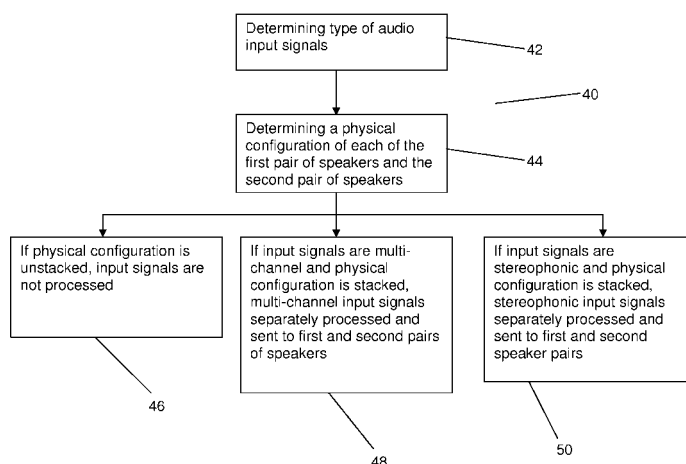 Determining type of audio
input signals
42
40
Determining a physical
configuration of each of the
first pair of speakers and the
second pair of speakers
44
If physical configuration is
unstacked, input signals are
not processed
If input signals are multi-
channel and physical
configuration is stacked,
multi-channel input signals
separately processed and
sent to first and second pairs
of speakers
If input signals are
stereophonic and physical
configuration is stacked,
stereophonic input signals
separately processed and
sent to first and second
speaker pairs
46
48
50